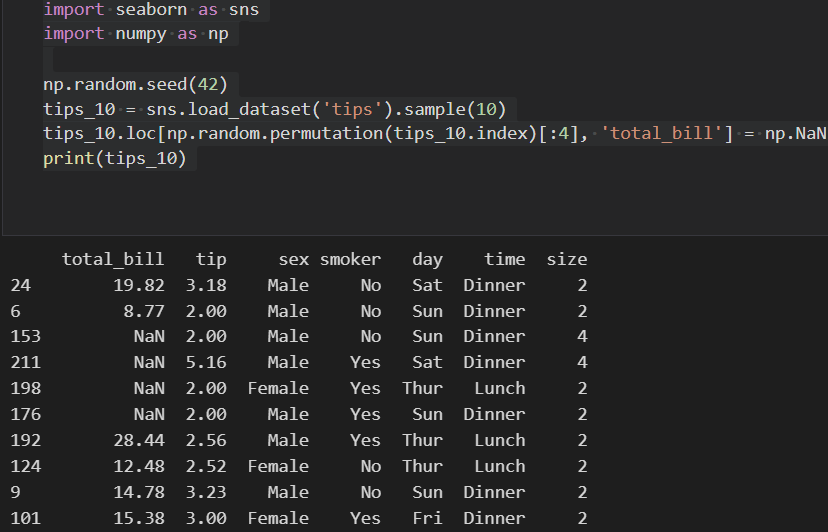 import seaborn as sns
import numpy as np
np.random.seed(42)
tips_10 = sns.load_dataset('tips').sample(10)
tips_10.loc[np.random.permutation(tips_10.index)[:4], 'total_bill'] = np.NaN
print(tips_10)
total_bill tip sex smoker day time size
24 19.82 3.18 Male No Sat Dinner 2
6 8.77 2.00 Male No Sun Dinner 2
153 NaN 2.00 Male No Sun Dinner 4
211 NaN 5.16 Male Yes Sat Dinner 4
198 NaN 2.00 Female Yes Thur Lunch 2
176 NaN 2.00 Male Yes Sun Dinner 2
192 28.44 2.56 Male Yes Thur Lunch 2
124 12.48 2.52 Female No Thur Lunch 2
9 14.78 3.23 Male No Sun Dinner 2
101 15.38 3.00 Female Yes Fri Dinner 2